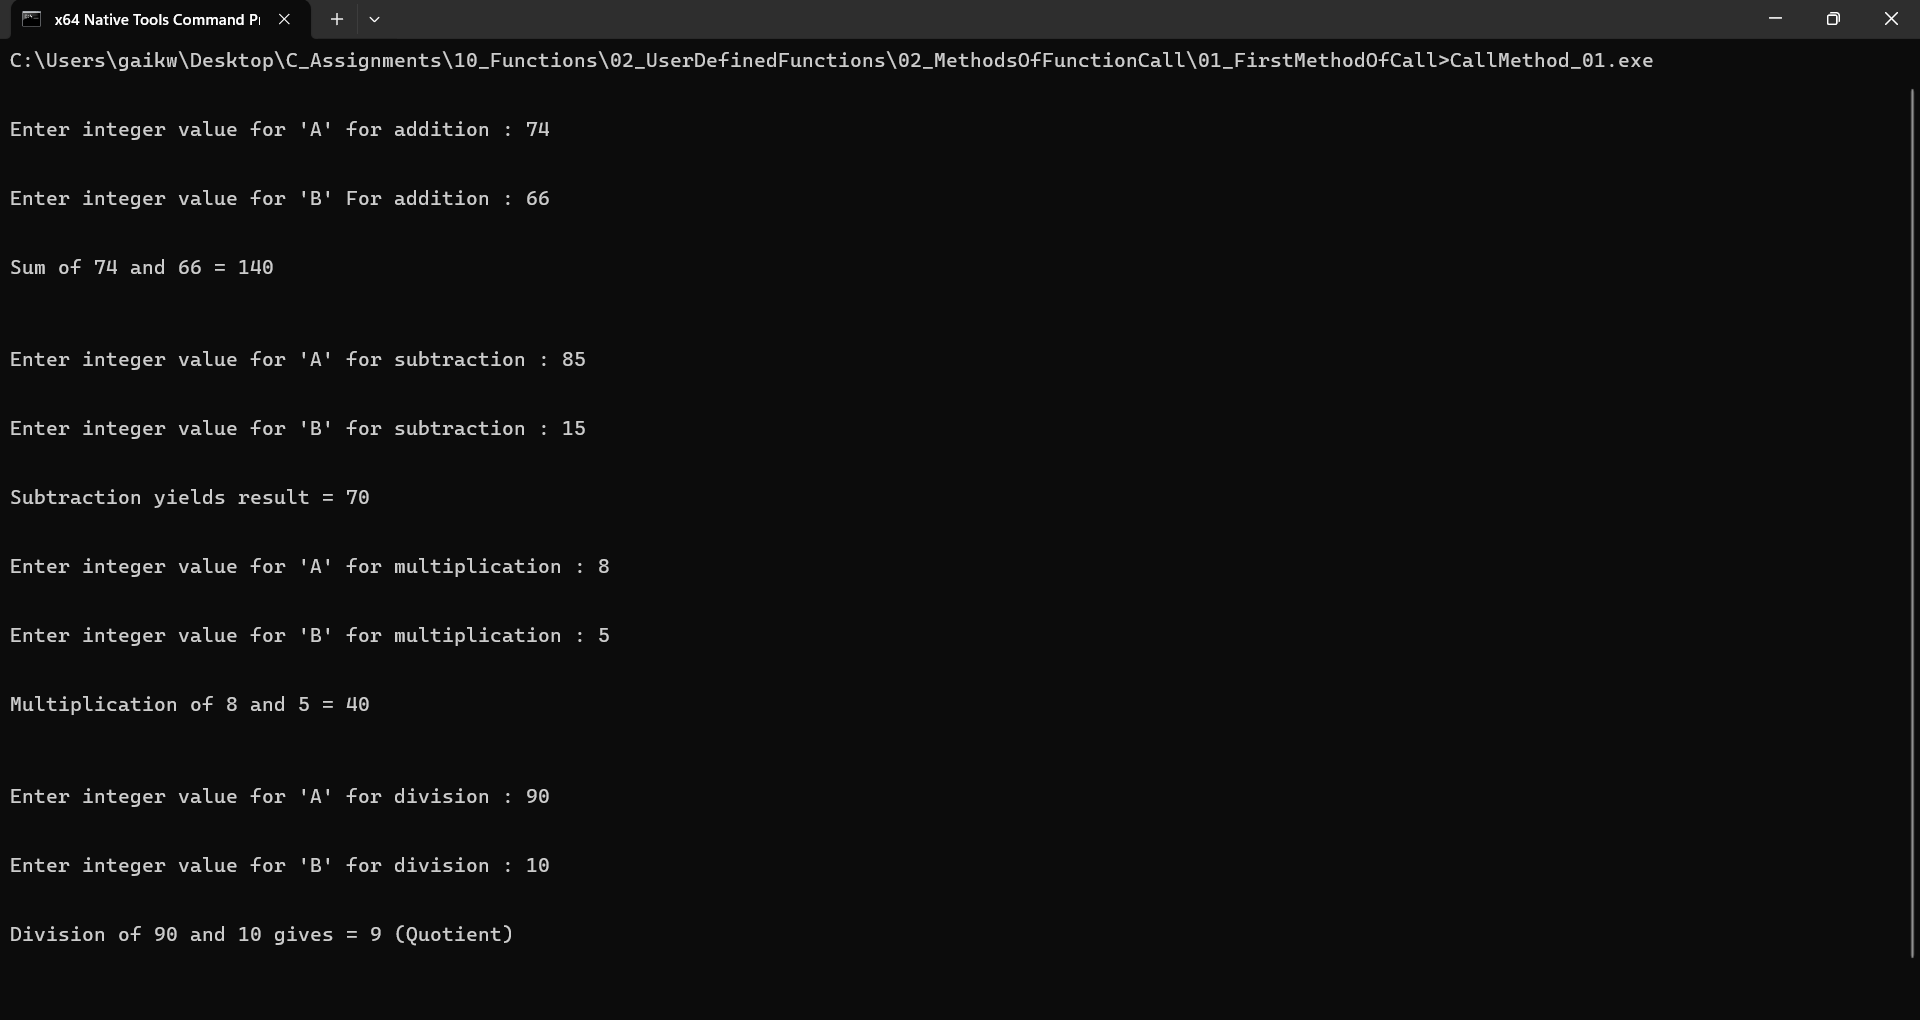 x64 Native Tools Command P
C:\Users\gaikw\Desktop\C_Assignments\10_Functions\02_UserDefinedFunctions\02_MethodsOfFunctionCall\01_FirstMethodOfCall>CallMethod_01.exe
Enter integer value for 'A' for addition : 74
Enter integer value for 'B' For addition : 66
Sum of 74 and 66 = 140
Enter integer value for 'A' for subtraction : 85
Enter integer value for 'B' for subtraction : 15
Subtraction yields result = 70
Enter integer value for 'A' for multiplication : 8
Enter integer value for 'B' for multiplication : 5
Multiplication of 8 and 5 = 40
Enter integer value for 'A' for division : 90
Enter integer value for 'B' for division : 10
Division of 90 and 10 gives = 9 (Quotient)